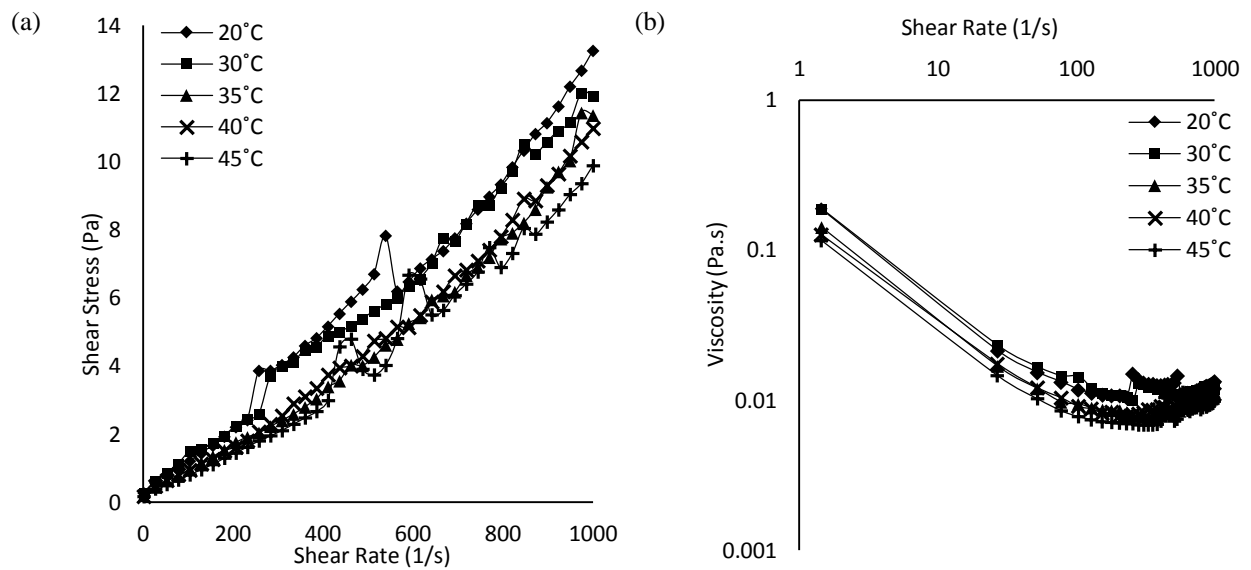 (a)
14
12
10
8
6
4
2
0
Shear Stress (Pa)
20˚C
30˚C
35˚C
40˚C
45˚C
0 200 400 600 800 1000
Shear Rate (1/s)
(b)
Shear Rate (1/s)
1 10 100 1000
1
0.1
0.01
0.001
Viscosity (Pa.s)
20˚C
30˚C
35˚C
40˚C
45˚C